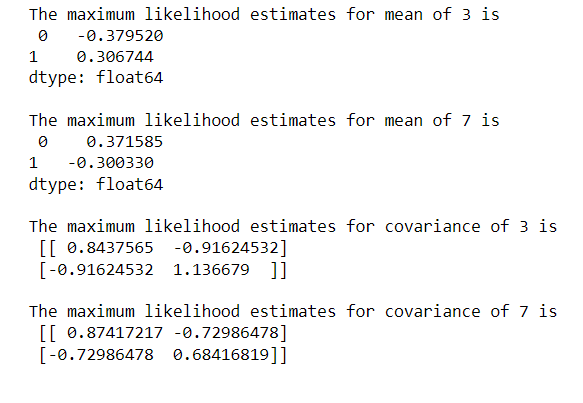 The maximum likelihood estimates for mean of 3 is
0   -0.379520
1    0.306744
dtype: float64
The maximum likelihood estimates for mean of 7 is
0    0.371585
1   -0.300330
dtype: float64
The maximum likelihood estimates for covariance of 3 is
[[ 0.8437565  -0.91624532]
[-0.91624532  1.136679  ]]
The maximum likelihood estimates for covariance of 7 is
[[ 0.87417217 -0.72986478]
[-0.72986478  0.68416819]]